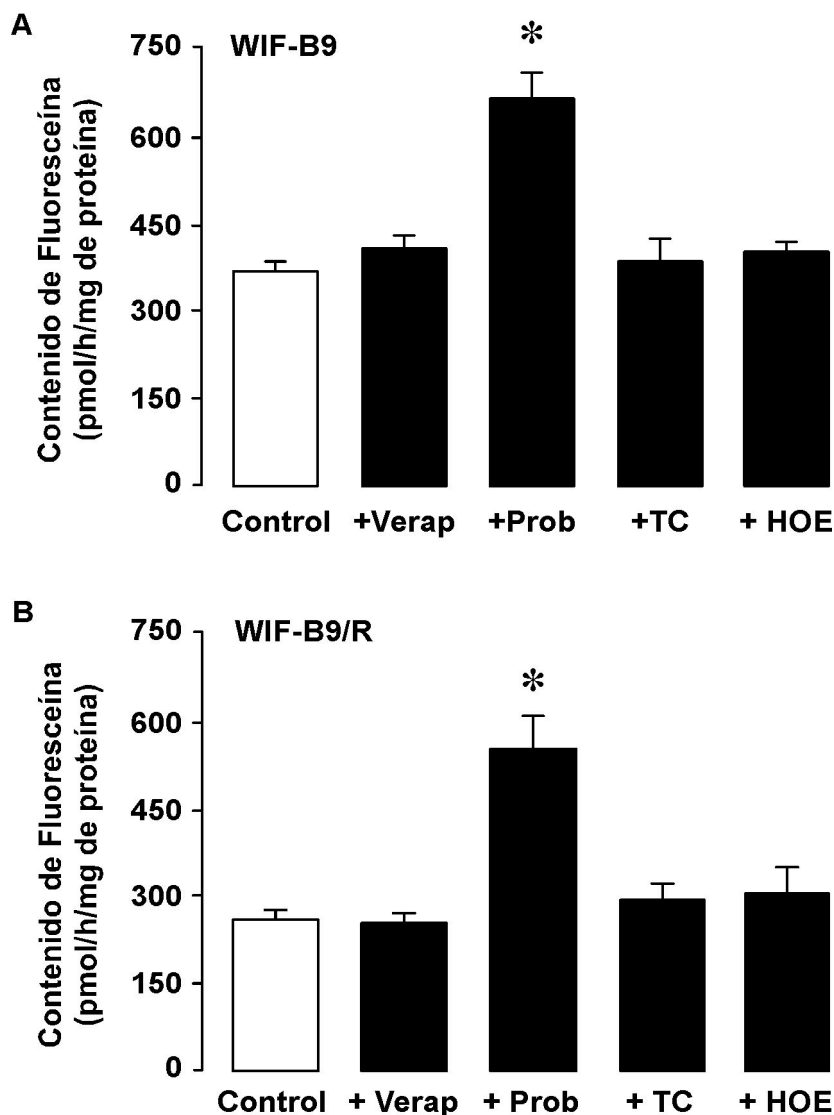 A
WIF-B9
*
Contenido de Fluoresceína
(pmol/h/mg de proteína)
750
600
450
300
150
0
Control +Verap +Prob +TC + HOE
B
WIF-B9/R
*
Contenido de Fluoresceína
(pmol/h/mg de proteína)
750
600
450
300
150
0
Control + Verap + Prob + TC + HOE